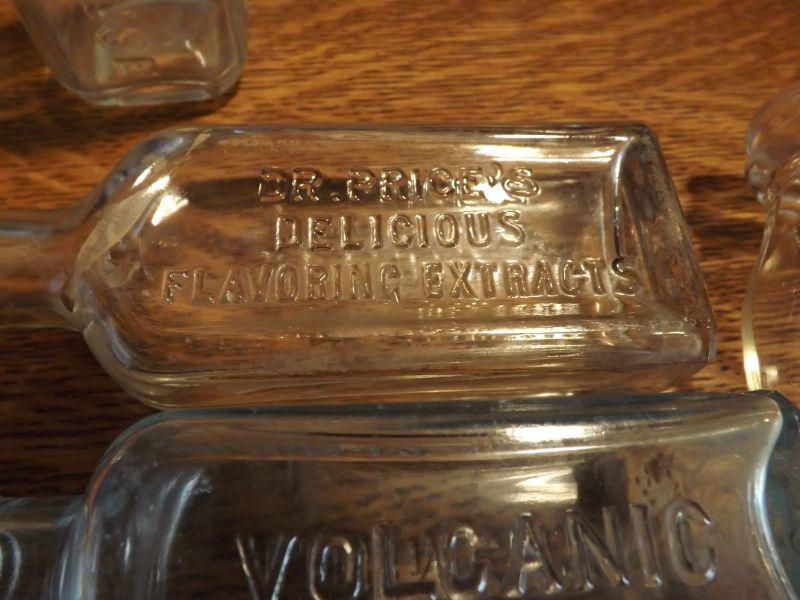 DR. PRICE'S
DELICIOUS
FLAVORING EXTRACTS
VOLCANIC